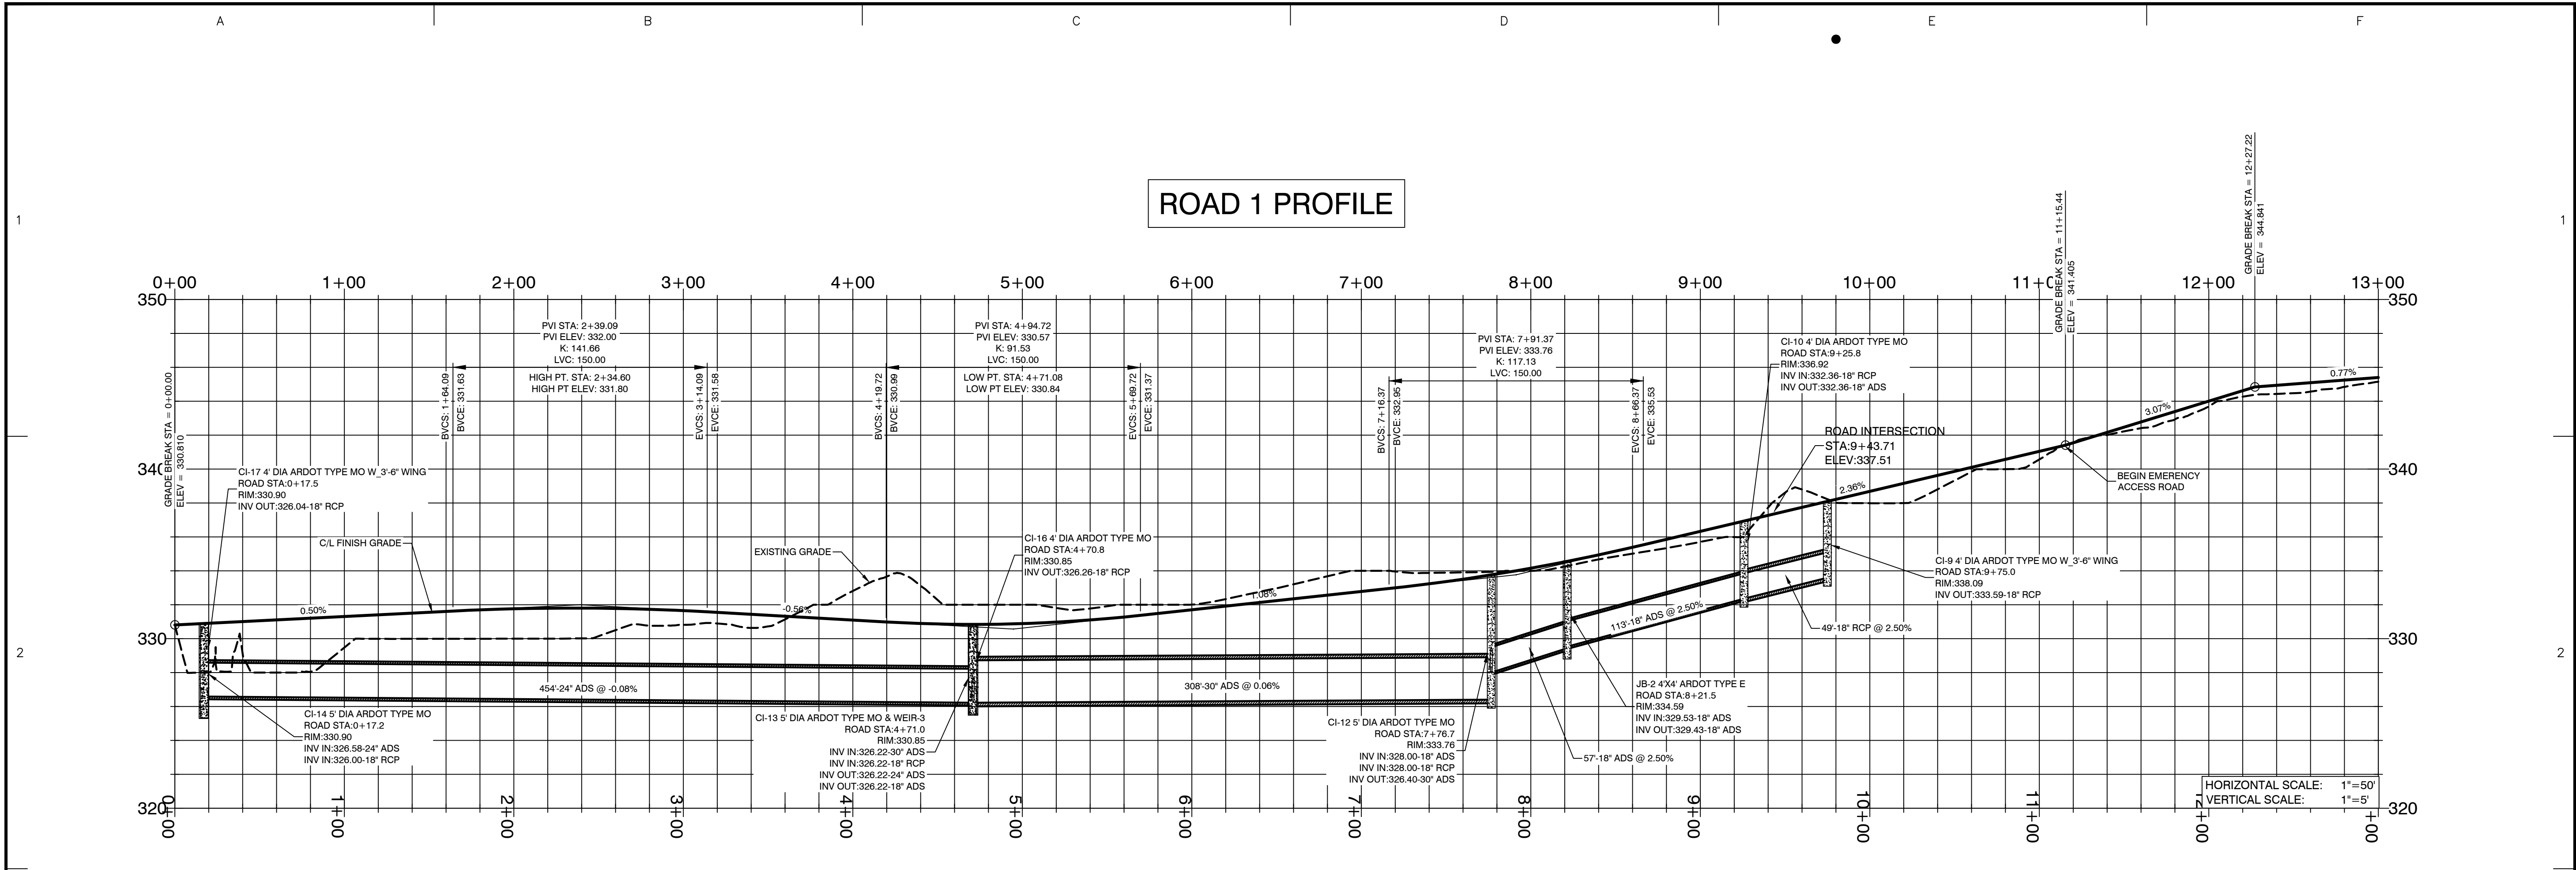 A
B
C
D
E
F
1
1
2
2
ROAD 1 PROFILE
0+00
1+00
2+00
3+00
4+00
5+00
6+00
7+00
8+00
9+00
10+00
12+00
13+00
350
350
340
340
330
330
320
320
GRADE BREAK STA = 0+00.00
ELEV = 330.810
CI-17 4' DIA ARDOT TYPE MO W_3'-6" WING
ROAD STA:0+17.5
RIM:330.90
INV OUT:326.04-18" RCP
C/L FINISH GRADE
0.50%
BVCS: 1+64.09
BVCE: 331.63
PVI STA: 2+39.09
PVI ELEV: 332.00
K: 141.66
LVC: 150.00
HIGH PT. STA: 2+34.60
HIGH PT ELEV: 331.80
EVCS: 3+14.09
EVCE: 331.58
-0.56%
EXISTING GRADE
BVCS: 4+19.72
BVCE: 330.99
PVI STA: 4+94.72
PVI ELEV: 330.57
K: 91.53
LVC: 150.00
LOW PT. STA: 4+71.08
LOW PT ELEV: 330.84
EVCS: 5+69.72
EVCE: 331.37
CI-16 4' DIA ARDOT TYPE MO
ROAD STA:4+70.8
RIM:330.85
INV OUT:326.26-18" RCP
1.08%
BVCS: 7+16.37
BVCE: 332.95
PVI STA: 7+91.37
PVI ELEV: 333.76
K: 117.13
LVC: 150.00
EVCS: 8+66.37
EVCE: 335.53
CI-10 4' DIA ARDOT TYPE MO
ROAD STA:9+25.8
RIM:336.92
INV IN:332.36-18" RCP
INV OUT:332.36-18" ADS
ROAD INTERSECTION
STA:9+43.71
ELEV:337.51
2.36%
GRADE BREAK STA = 11+15.44
ELEV = 341.405
GRADE BREAK STA = 12+27.22
ELEV = 344.841
3.07%
0.77%
BEGIN EMERENCY
ACCESS ROAD
CI-9 4' DIA ARDOT TYPE MO W_3'-6" WING
ROAD STA:9+75.0
RIM:338.09
INV OUT:333.59-18" RCP
49'-18" RCP @ 2.50%
113'-18" ADS @ 2.50%
JB-2 4'X4' ARDOT TYPE E
ROAD STA:8+21.5
RIM:334.59
INV IN:329.53-18" ADS
INV OUT:329.43-18" ADS
57'-18" ADS @ 2.50%
CI-12 5' DIA ARDOT TYPE MO
ROAD STA:7+76.7
RIM:333.76
INV IN:328.00-18" ADS
INV IN:328.00-18" RCP
INV OUT:326.40-30" ADS
308'-30" ADS @ 0.06%
CI-13 5' DIA ARDOT TYPE MO & WEIR-3
ROAD STA:4+71.0
RIM:330.85
INV IN:326.22-30" ADS
INV IN:326.22-18" RCP
INV OUT:326.22-24" ADS
INV OUT:326.22-18" ADS
454'-24" ADS @ -0.08%
CI-14 5' DIA ARDOT TYPE MO
ROAD STA:0+17.2
RIM:330.90
INV IN:326.58-24" ADS
INV IN:326.00-18" RCP
0+00
1+00
2+00
3+00
4+00
5+00
6+00
7+00
8+00
9+00
10+00
11+00
HORIZONTAL SCALE: 1"=50'
VERTICAL SCALE: 1"=5'